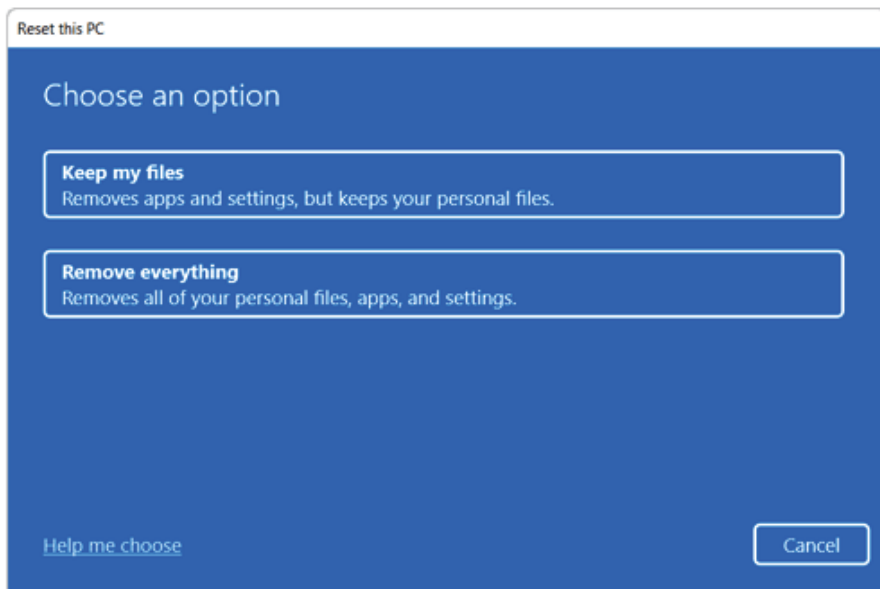 Reset this PC
Choose an option
Keep my files
Removes apps and settings, but keeps your personal files.
Remove everything
Removes all of your personal files, apps, and settings.
Help me choose
Cancel